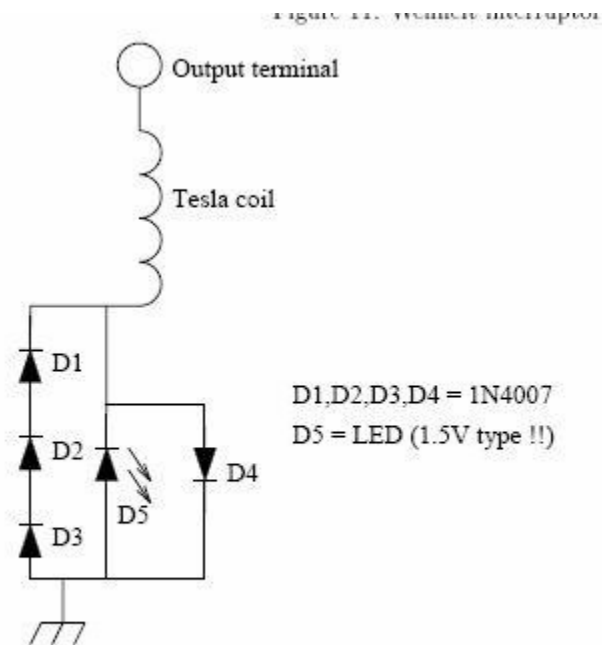 Output terminal
Tesla coil
D1
D1,D2,D3,D4 = 1N4007
D5 = LED (1.5V type !!)
D2
D4
D5
D3